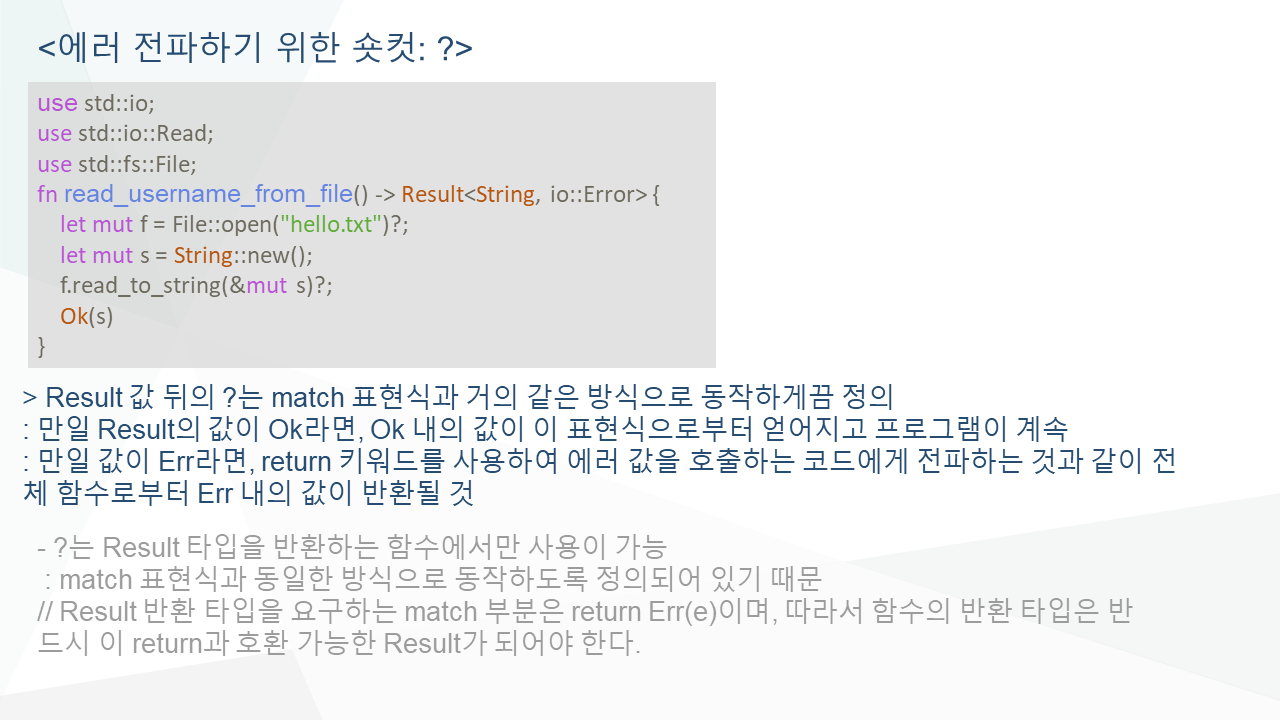 <에러 전파하기 위한 숏컷: ?>
use std::io;
use std::io::Read;
use std::fs::File;
fn read_username_from_file() -> Result<String, io::Error> {
    let mut f = File::open("hello.txt")?;
    let mut s = String::new();
    f.read_to_string(&mut s)?;
    Ok(s)
}
> Result 값 뒤의 ?는 match 표현식과 거의 같은 방식으로 동작하게끔 정의
: 만일 Result의 값이 Ok라면, Ok 내의 값이 이 표현식으로부터 얻어지고 프로그램이 계속
: 만일 값이 Err라면, return 키워드를 사용하여 에러 값을 호출하는 코드에게 전파하는 것과 같이 전
체 함수로부터 Err 내의 값이 반환될 것
- ?는 Result 타입을 반환하는 함수에서만 사용이 가능
: match 표현식과 동일한 방식으로 동작하도록 정의되어 있기 때문
// Result 반환 타입을 요구하는 match 부분은 return Err(e)이며, 따라서 함수의 반환 타입은 반
드시 이 return과 호환 가능한 Result가 되어야 한다.